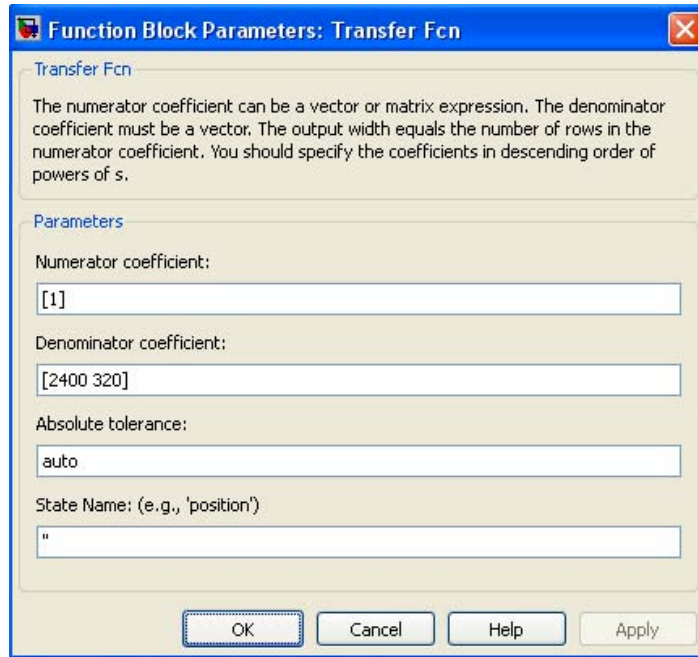 Function Block Parameters: Transfer Fcn
Transfer Fcn
The numerator coefficient can be a vector or matrix expression. The denominator
coefficient must be a vector. The output width equals the number of rows in the
numerator coefficient. You should specify the coefficients in descending order of
powers of s.
Parameters
Numerator coefficient:
[1]
Denominator coefficient:
[2400 320]
Absolute tolerance:
auto
State Name: (e.g., 'position')
''
OK Cancel Help Apply